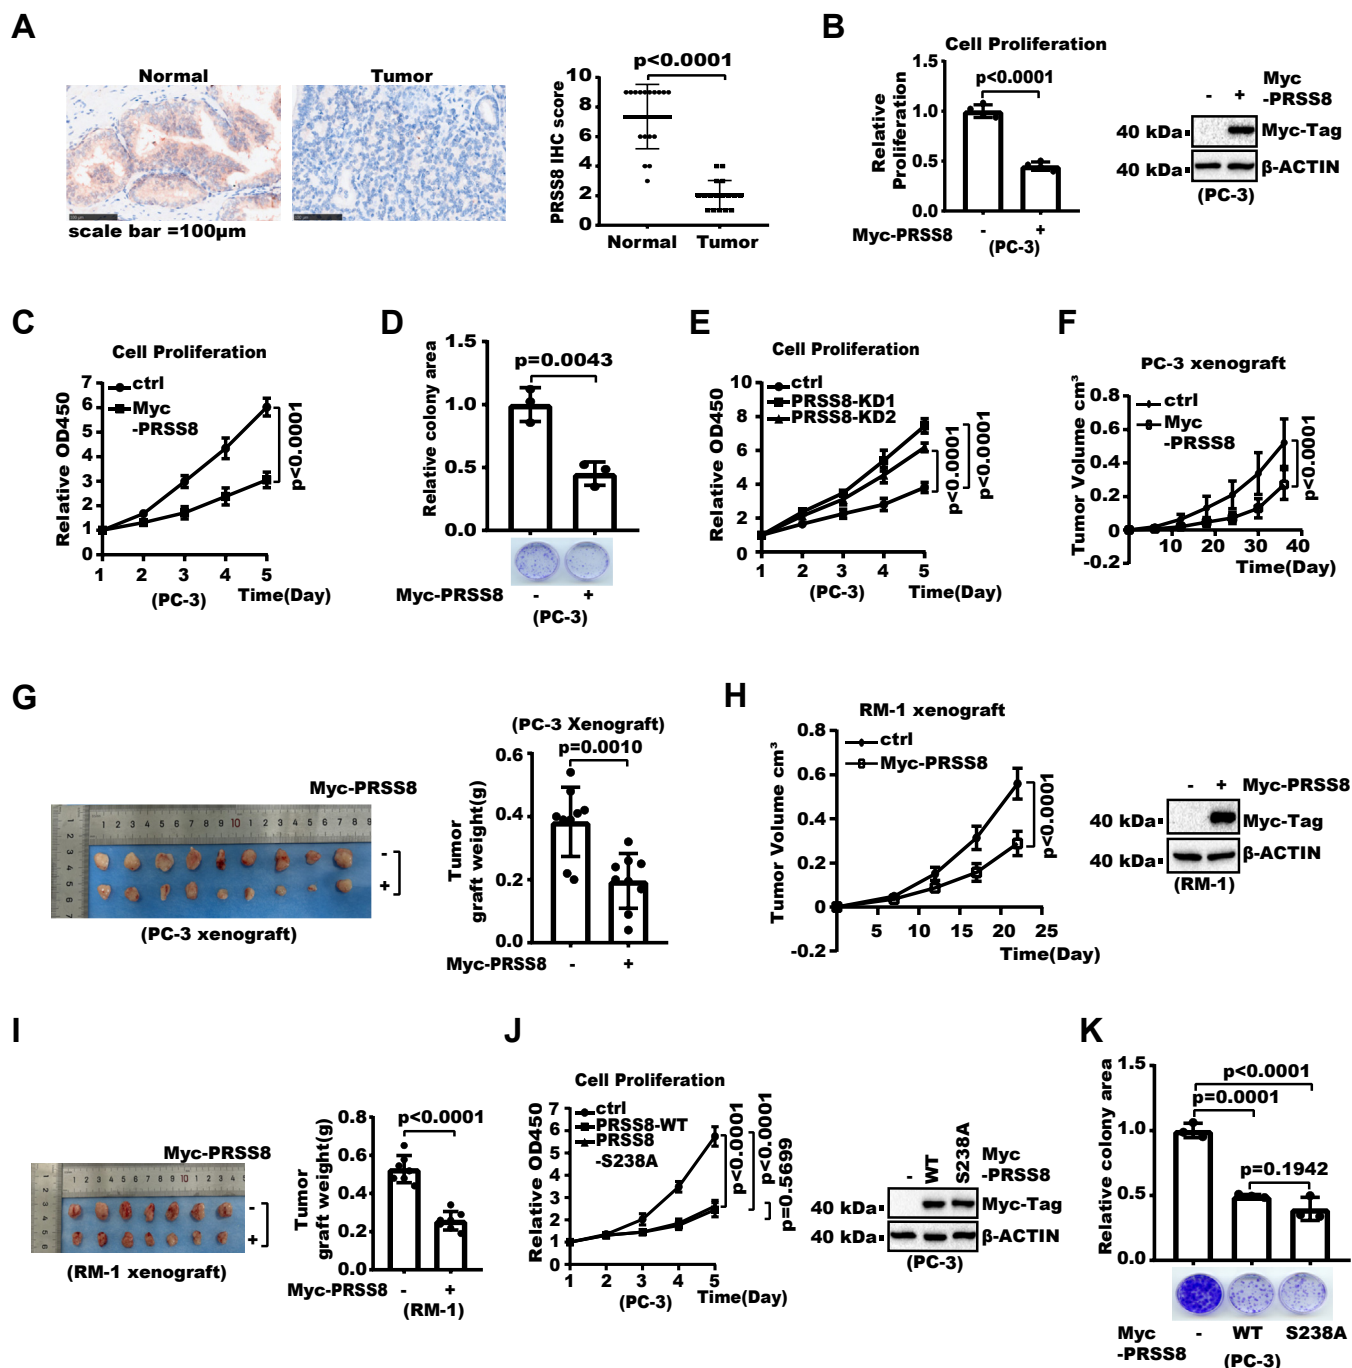 A
Normal
Tumor
scale bar =100μm
p<0.0001
PRSS8 IHC score
10
8
6
4
2
0
Normal
Tumor
B
Cell Proliferation
p<0.0001
Relative
Proliferation
1.5
1.0
0.5
0.0
Myc-PRSS8
-
+
(PC-3)
Myc
-PRSS8
-
+
40 kDa
Myc-Tag
40 kDa
β-ACTIN
(PC-3)
C
Cell Proliferation
Relative OD450
7
6
5
4
3
2
1
0
ctrl
Myc
-PRSS8
p<0.0001
1
2
3
4
5
(PC-3)
Time(Day)
D
Relative colony area
1.5
1.0
0.5
0.0
p=0.0043
Myc-PRSS8
-
+
(PC-3)
E
Cell Proliferation
Relative OD450
10
8
6
4
2
0
ctrl
PRSS8-KD1
PRSS8-KD2
p<0.0001
p<0.0001
1
2
3
4
5
(PC-3)
Time(Day)
F
PC-3 xenograft
Tumor Volume cm³
0.8
0.6
0.4
0.2
0
-0.2
ctrl
Myc
-PRSS8
p<0.0001
10
20
30
40
Time(Day)
G
Myc-PRSS8
-
+
(PC-3 xenograft)
(PC-3 Xenograft)
p=0.0010
Tumor
graft weight(g)
0.6
0.4
0.2
0.0
Myc-PRSS8
-
+
H
RM-1 xenograft
Tumor Volume cm³
0.8
0.6
0.4
0.2
0
-0.2
ctrl
Myc-PRSS8
p<0.0001
5
10
15
20
25
Time(Day)
-
+
Myc-PRSS8
40 kDa
Myc-Tag
40 kDa
β-ACTIN
(RM-1)
I
Myc-PRSS8
-
+
(RM-1 xenograft)
Tumor
graft weight(g)
0.8
0.6
0.4
0.2
0.0
p<0.0001
Myc-PRSS8
-
+
(RM-1)
J
Cell Proliferation
Relative OD450
7
6
5
4
3
2
1
0
ctrl
PRSS8-WT
PRSS8
-S238A
p<0.0001
p<0.0001
p=0.5699
1
2
3
4
5
(PC-3)
Time(Day)
-
WT
S238A
Myc
-PRSS8
40 kDa
Myc-Tag
40 kDa
β-ACTIN
(PC-3)
K
Relative colony area
1.5
1.0
0.5
0.0
p<0.0001
p=0.0001
p=0.1942
Myc
-PRSS8
-
WT
S238A
(PC-3)